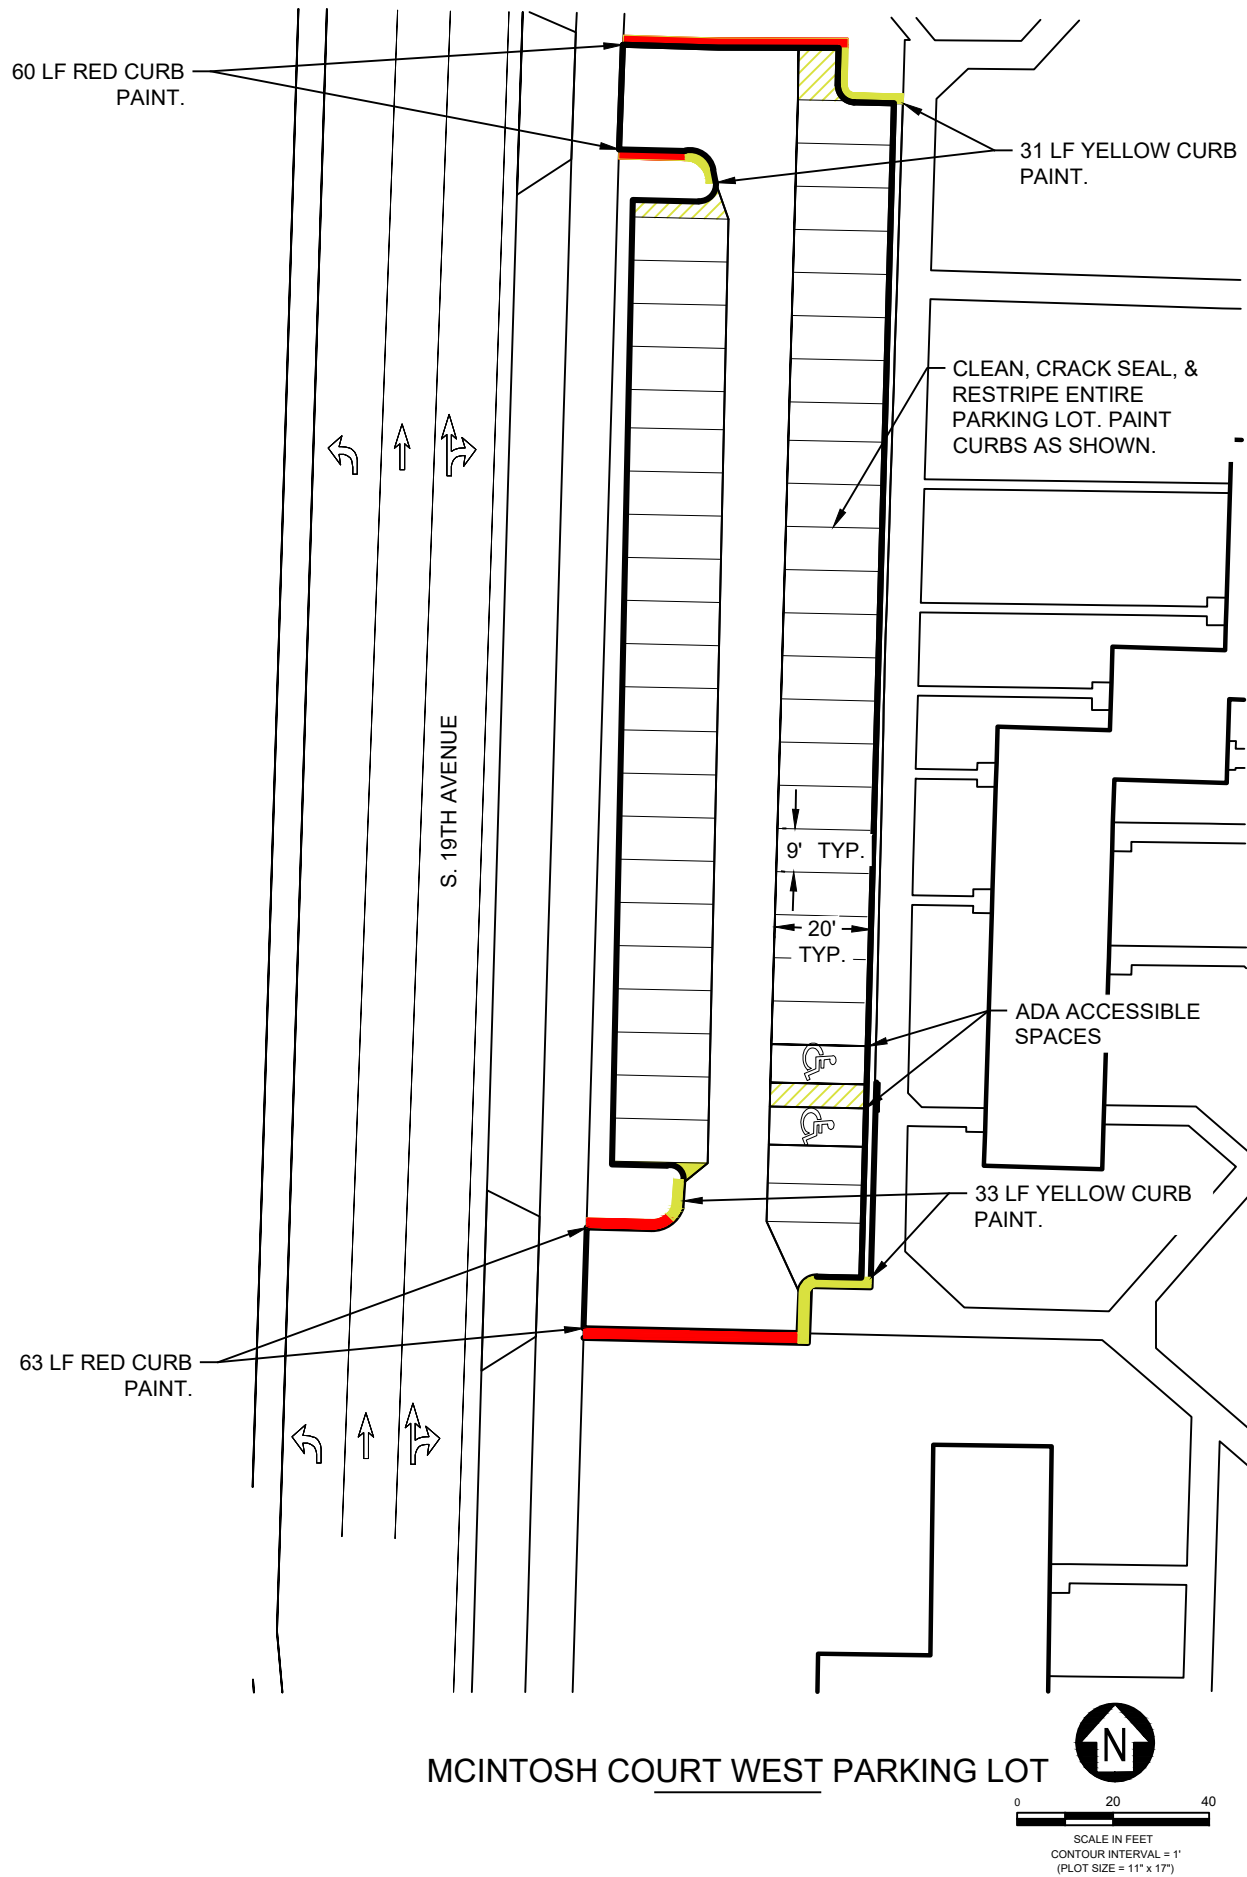 60 LF RED CURB
PAINT.
31 LF YELLOW CURB
PAINT.
CLEAN, CRACK SEAL, &
RESTRIPE ENTIRE
PARKING LOT. PAINT
CURBS AS SHOWN.
S. 19TH AVENUE
9' TYP.
20'
TYP.
ADA ACCESSIBLE
SPACES
33 LF YELLOW CURB
PAINT.
63 LF RED CURB
PAINT.
MCINTOSH COURT WEST PARKING LOT
N
0 20 40
SCALE IN FEET
CONTOUR INTERVAL = 1'
(PLOT SIZE = 11" x 17")